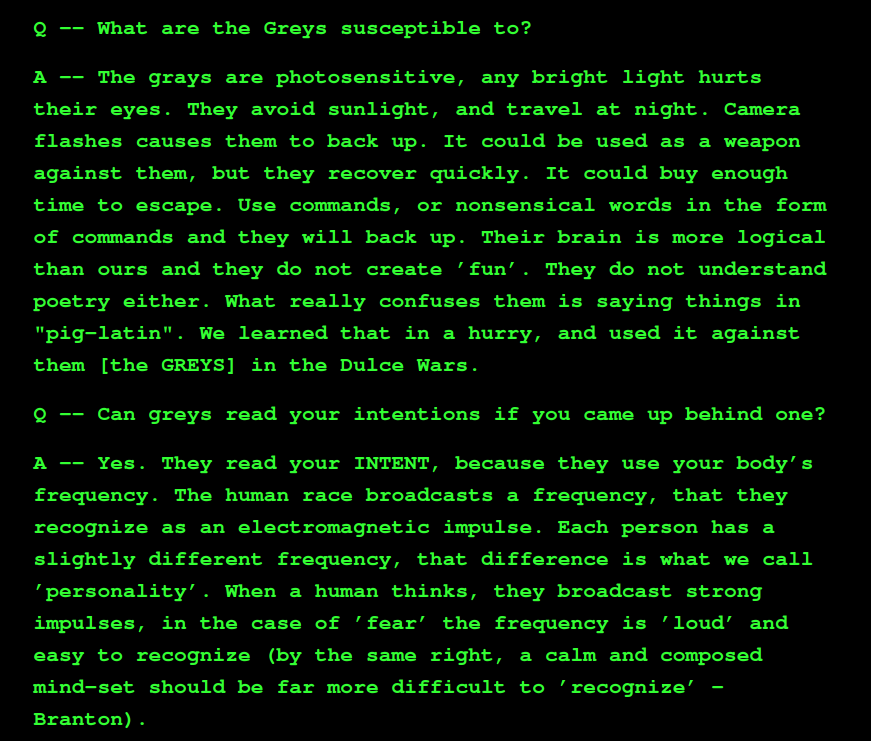 Q -- What are the Greys susceptible to?
A -- The grays are photosensitive, any bright light hurts
their eyes. They avoid sunlight, and travel at night. Camera
flashes causes them to back up. It could be used as a weapon
against them, but they recover quickly. It could buy enough
time to escape. Use commands, or nonsensical words in the form
of commands and they will back up. Their brain is more logical
than ours and they do not create 'fun'. They do not understand
poetry either. What really confuses them is saying things in
"pig-latin". We learned that in a hurry, and used it against
them [the GREYS] in the Dulce Wars.
Q -- Can greys read your intentions if you came up behind one?
A -- Yes. They read your INTENT, because they use your body's
frequency. The human race broadcasts a frequency, that they
recognize as an electromagnetic impulse. Each person has a
slightly different frequency, that difference is what we call
'personality'. When a human thinks, they broadcast strong
impulses, in the case of 'fear' the frequency is 'loud' and
easy to recognize (by the same right, a calm and composed
mind-set should be far more difficult to 'recognize' -
Branton).